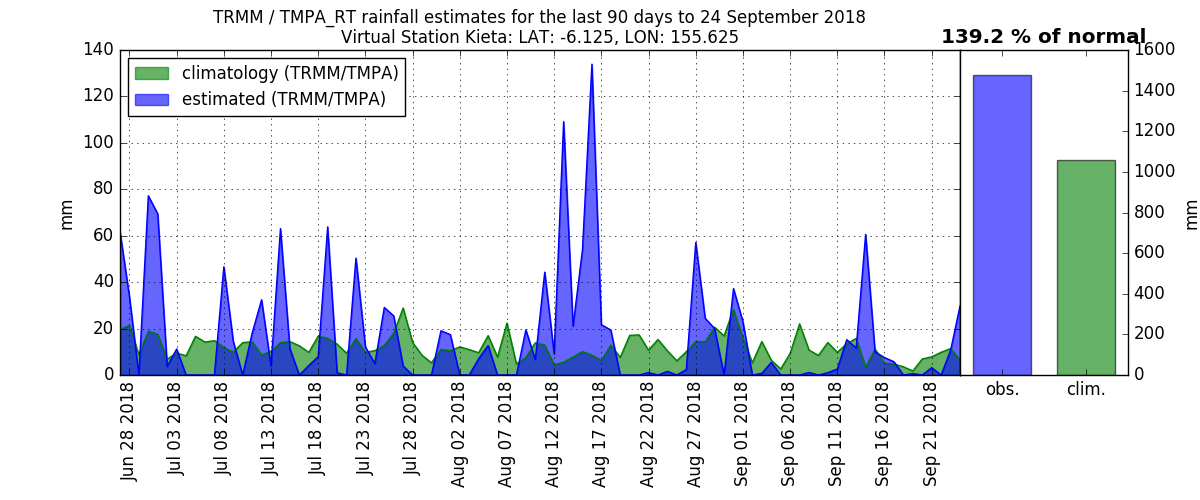 TRMM / TMPA_RT rainfall estimates for the last 90 days to 24 September 2018
Virtual Station Kieta: LAT: -6.125, LON: 155.625
139.2 % of normal
climatology (TRMM/TMPA)
estimated (TRMM/TMPA)
mm
140
120
100
80
60
40
20
0
Jun 28 2018
Jul 03 2018
Jul 08 2018
Jul 13 2018
Jul 18 2018
Jul 23 2018
Jul 28 2018
Aug 02 2018
Aug 07 2018
Aug 12 2018
Aug 17 2018
Aug 22 2018
Aug 27 2018
Sep 01 2018
Sep 06 2018
Sep 11 2018
Sep 16 2018
Sep 21 2018
obs.
clim.
1600
1400
1200
1000
800
600
400
200
0
mm